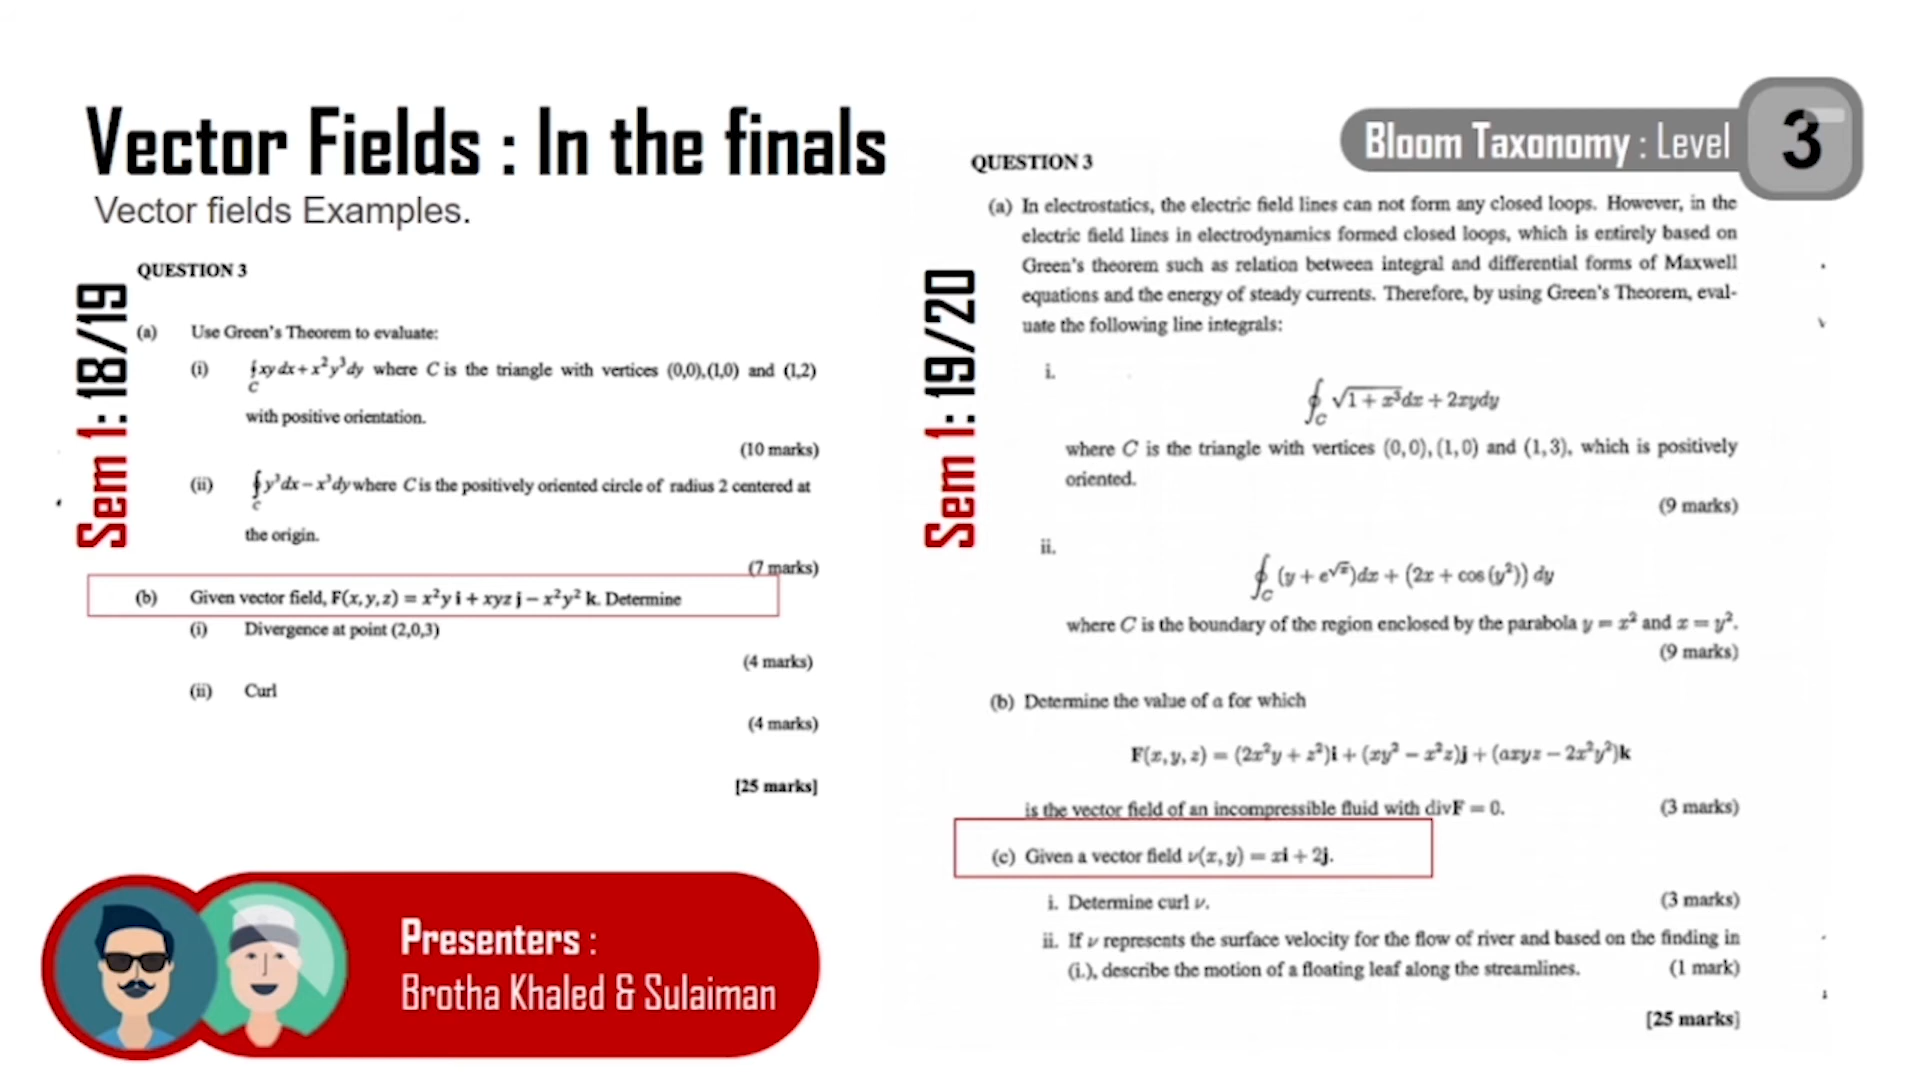 Vector Fields : In the finals
Vector fields Examples.
Bloom Taxonomy : Level 3
Sem 1: 18/19
QUESTION 3
(a) Use Green's Theorem to evaluate:
(i) ∮_C xy dx + x²y³dy where C is the triangle with vertices (0,0),(1,0) and (1,2)
with positive orientation.
(10 marks)
(ii) ∮_C y³dx − x³dy where C is the positively oriented circle of radius 2 centered at
the origin.
(7 marks)
(b) Given vector field, F(x,y,z) = x²y i + xyz j − x²y² k. Determine
(i) Divergence at point (2,0,3)
(4 marks)
(ii) Curl
(4 marks)
[25 marks]
Presenters :
Brotha Khaled & Sulaiman
Sem 1: 19/20
QUESTION 3
(a) In electrostatics, the electric field lines can not form any closed loops. However, in the
electric field lines in electrodynamics formed closed loops, which is entirely based on
Green's theorem such as relation between integral and differential forms of Maxwell
equations and the energy of steady currents. Therefore, by using Green's Theorem, eval-
uate the following line integrals:
i.
∮_C √(1 + x³)dx + 2xydy
where C is the triangle with vertices (0,0), (1,0) and (1,3), which is positively
oriented.
(9 marks)
ii.
∮_C (y + e^√x)dx + (2x + cos (y²)) dy
where C is the boundary of the region enclosed by the parabola y = x² and x = y².
(9 marks)
(b) Determine the value of a for which
F(x, y, z) = (2x²y + z²)i + (xy² − x²z)j + (axyz − 2x²y²)k
is the vector field of an incompressible fluid with divF = 0. (3 marks)
(c) Given a vector field ν(x, y) = xi + 2j.
i. Determine curl ν. (3 marks)
ii. If ν represents the surface velocity for the flow of river and based on the finding in
(i.), describe the motion of a floating leaf along the streamlines. (1 mark)
[25 marks]